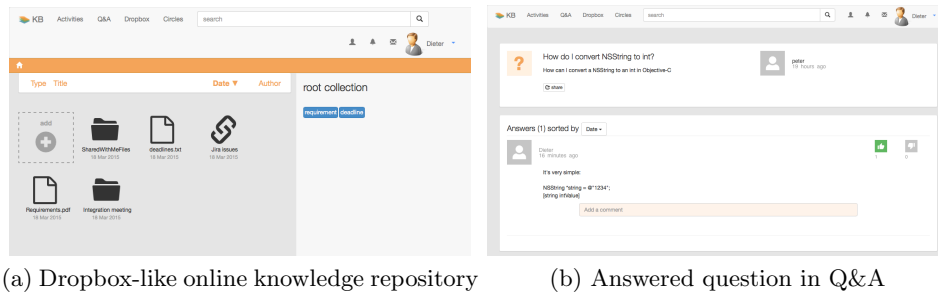 KB Activities Q&A Dropbox Circles search
Dieter
Type Title Date ▼ Author
root collection
requirement deadline
add
SharedWithMeFiles deadlines.txt Jira issues
18 Mar 2015 18 Mar 2015 18 Mar 2015
Requirements.pdf Integration meeting
18 Mar 2015 18 Mar 2015
(a) Dropbox-like online knowledge repository
KB Activities Q&A Dropbox Circles search Dieter
? How do I convert NSString to int?
How can I convert a NSString to an int in Objective-C
peter
18 hours ago
share
Answers (1) sorted by Date
Dieter
16 minutes ago
1 0
It's very simple:
NSString *string = @"1234";
[string intValue]
Add a comment
(b) Answered question in Q&A